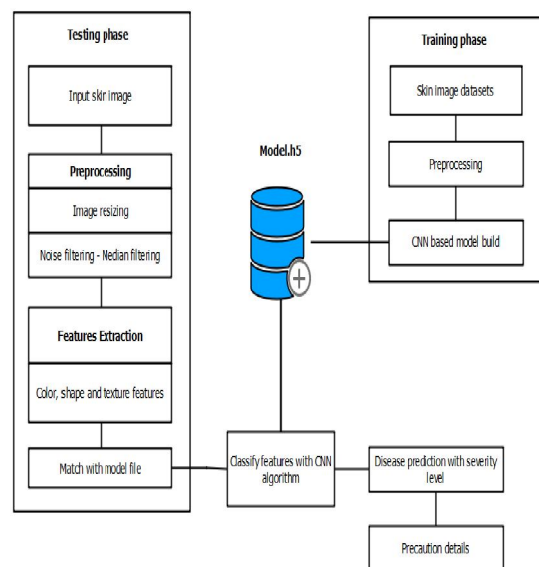 Testing phase
Input skir image
Preprocessing
Image resizing
Noise filtering - Nedian filtering
Features Extraction
Color, shape and texture features
Match with model file
Model.h5
Training phase
Skin image datasets
Preprocessing
CNN based model build
Classify features with CNN
algorithm
Disease prediction with severity
level
Precaution details